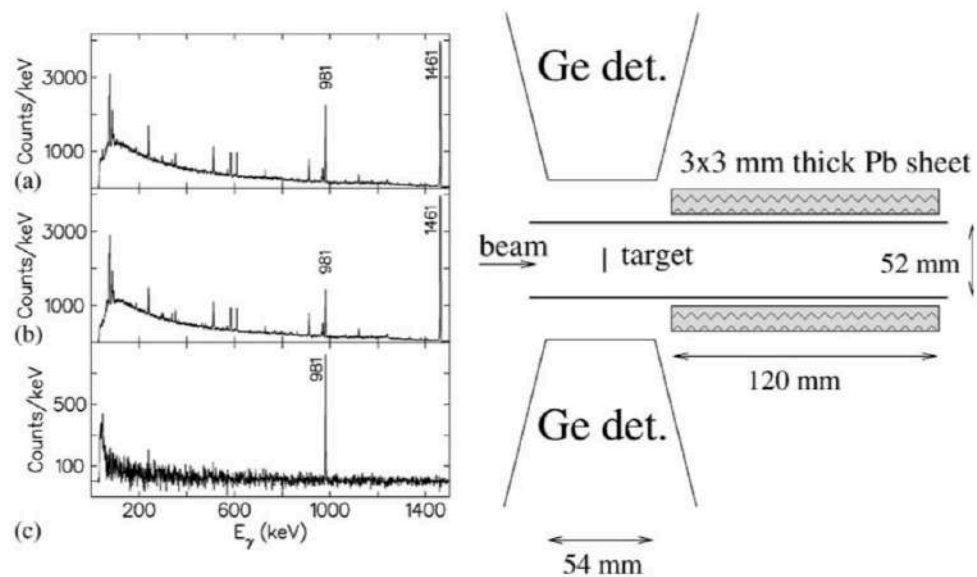 Counts/keV
3000
1000
981
1461
(a)
Counts/keV
3000
1000
981
1461
(b)
Counts/keV
500
100
981
(c)
200
600
1000
1400
Eγ (keV)
Ge det.
3x3 mm thick Pb sheet
beam
target
52 mm
120 mm
Ge det.
54 mm